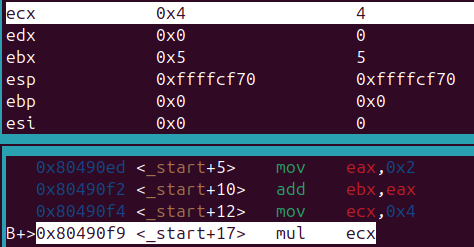 ecx 0x4 4
edx 0x0 0
ebx 0x5 5
esp 0xffffcf70 0xffffcf70
ebp 0x0 0x0
esi 0x0 0
0x80490ed <_start+5> mov eax,0x2
0x80490f2 <_start+10> add ebx,eax
0x80490f4 <_start+12> mov ecx,0x4
B+>0x80490f9 <_start+17> mul ecx